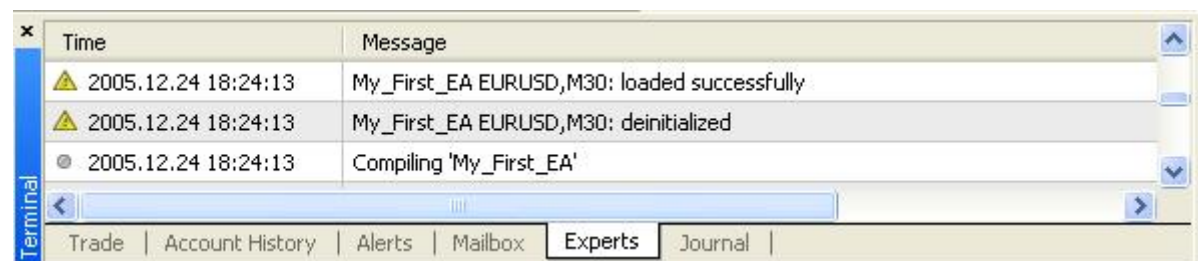 Time Message
2005.12.24 18:24:13 My_First_EA EURUSD,M30: loaded successfully
2005.12.24 18:24:13 My_First_EA EURUSD,M30: deinitialized
2005.12.24 18:24:13 Compiling 'My_First_EA'
Terminal
Trade | Account History | Alerts | Mailbox | Experts | Journal |